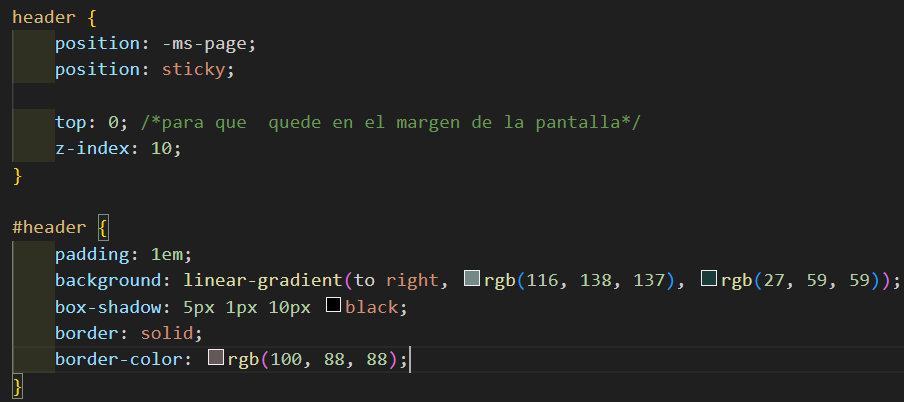 header {
position: -ms-page;
position: sticky;
top: 0; /*para que  quede en el margen de la pantalla*/
z-index: 10;
}
#header {
padding: 1em;
background: linear-gradient(to right, rgb(116, 138, 137), rgb(27, 59, 59));
box-shadow: 5px 1px 10px black;
border: solid;
border-color: rgb(100, 88, 88);
}